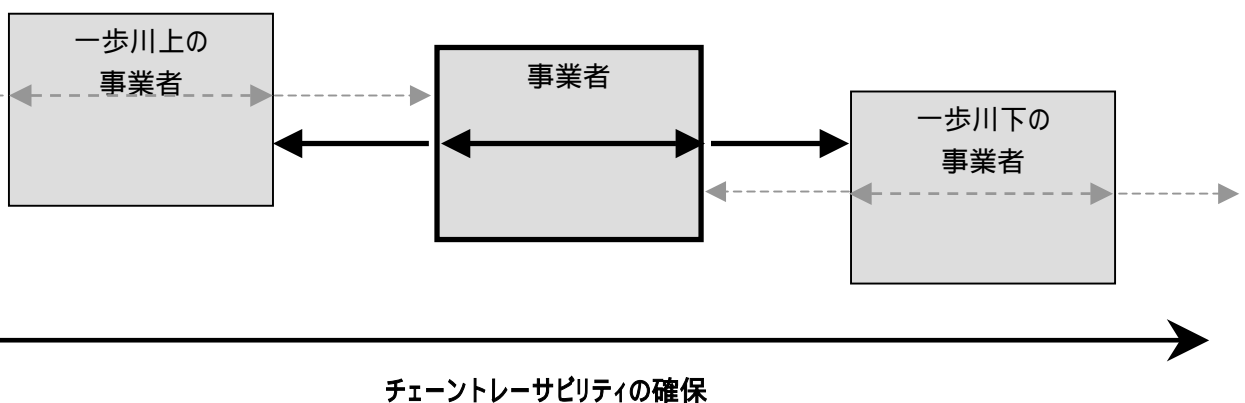 一歩川上の
事業者
事業者
一歩川下の
事業者
チェーントレーサビリティの確保